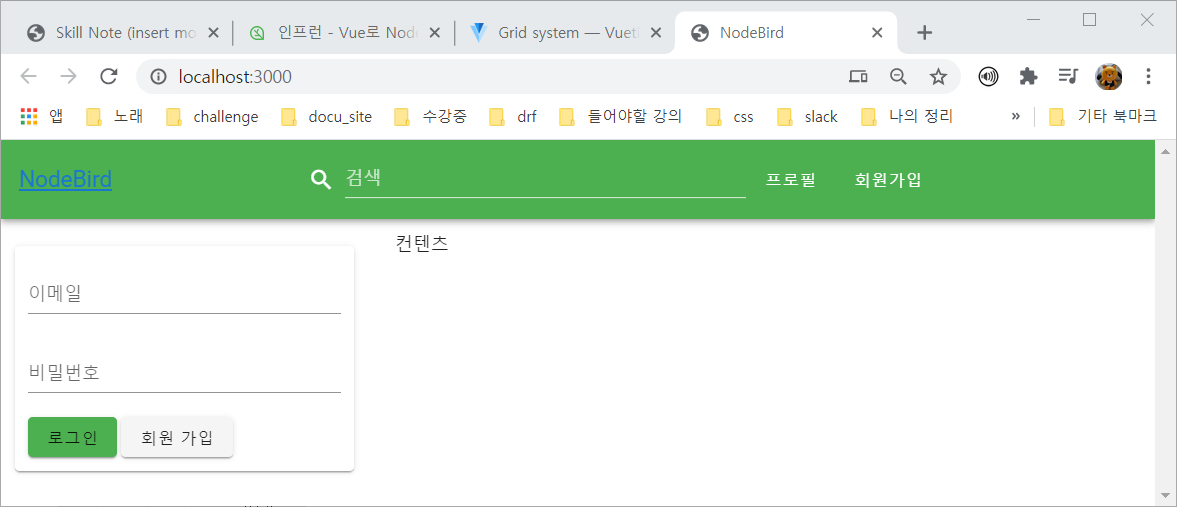 Skill Note (insert mo
인프런 - Vue로 Nod
Grid system — Vuet
NodeBird
localhost:3000
앱 노래 challenge docu_site 수강중 drf 들어야할 강의 css slack 나의 정리 » 기타 북마크
NodeBird 검색 프로필 회원가입
컨텐츠
이메일
비밀번호
로그인 회원 가입